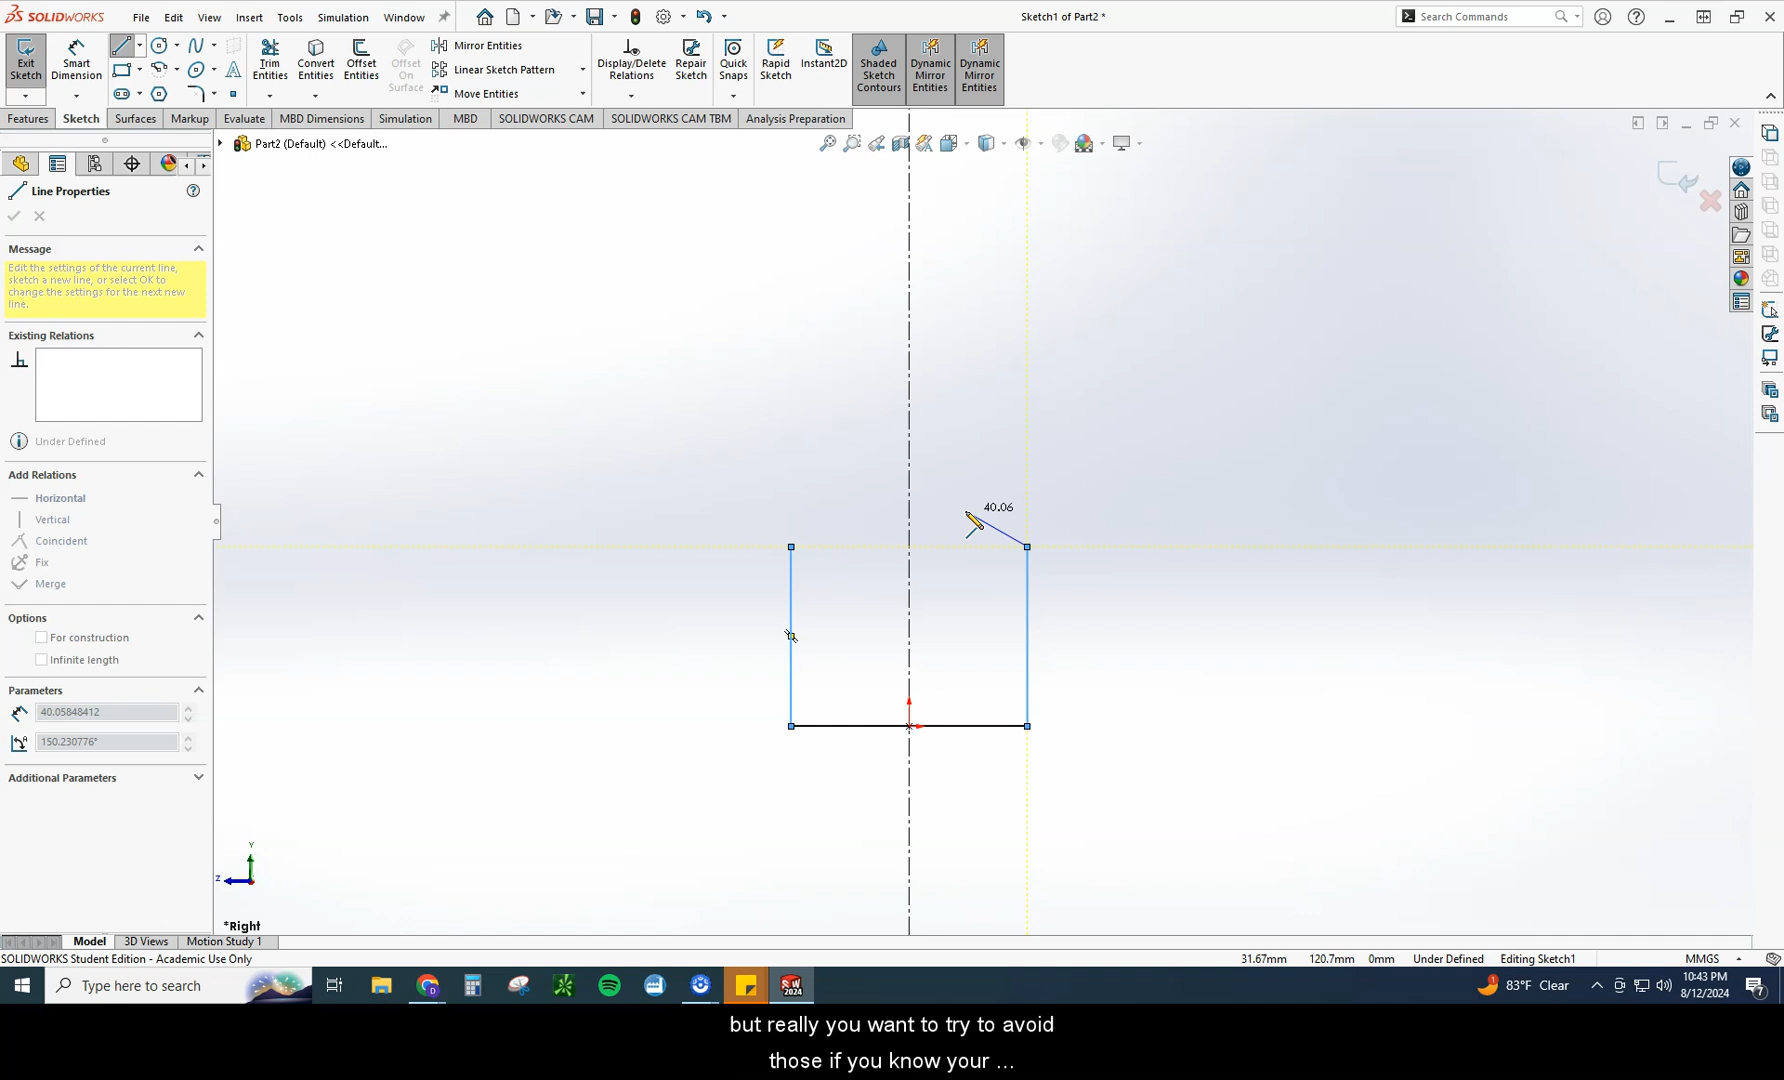 SOLIDWORKS File Edit View Insert Tools Simulation Window Sketch1 of Part2 * Search Commands
Exit Sketch
Smart Dimension
Trim Entities
Convert Entities
Offset Entities
Offset On Surface
Mirror Entities
Linear Sketch Pattern
Move Entities
Display/Delete Relations
Repair Sketch
Quick Snaps
Rapid Sketch
Instant2D
Shaded Sketch Contours
Dynamic Mirror Entities
Dynamic Mirror Entities
Features Sketch Surfaces Markup Evaluate MBD Dimensions Simulation MBD SOLIDWORKS CAM SOLIDWORKS CAM TBM Analysis Preparation
Part2 (Default) <<Default...
Line Properties
Message
Edit the settings of the current line,
sketch a new line, or select OK to
change the settings for the next new
line.
Existing Relations
Under Defined
Add Relations
Horizontal
Vertical
Coincident
Fix
Merge
Options
For construction
Infinite length
Parameters
40.05848412
150.230776°
Additional Parameters
40.06
Y
Z
*Right
Model 3D Views Motion Study 1
SOLIDWORKS Student Edition - Academic Use Only 31.67mm 120.7mm 0mm Under Defined Editing Sketch1 MMGS
Type here to search
SW
2024
1 83°F Clear
10:43 PM
8/12/2024
7
but really you want to try to avoid
those if you know your ...